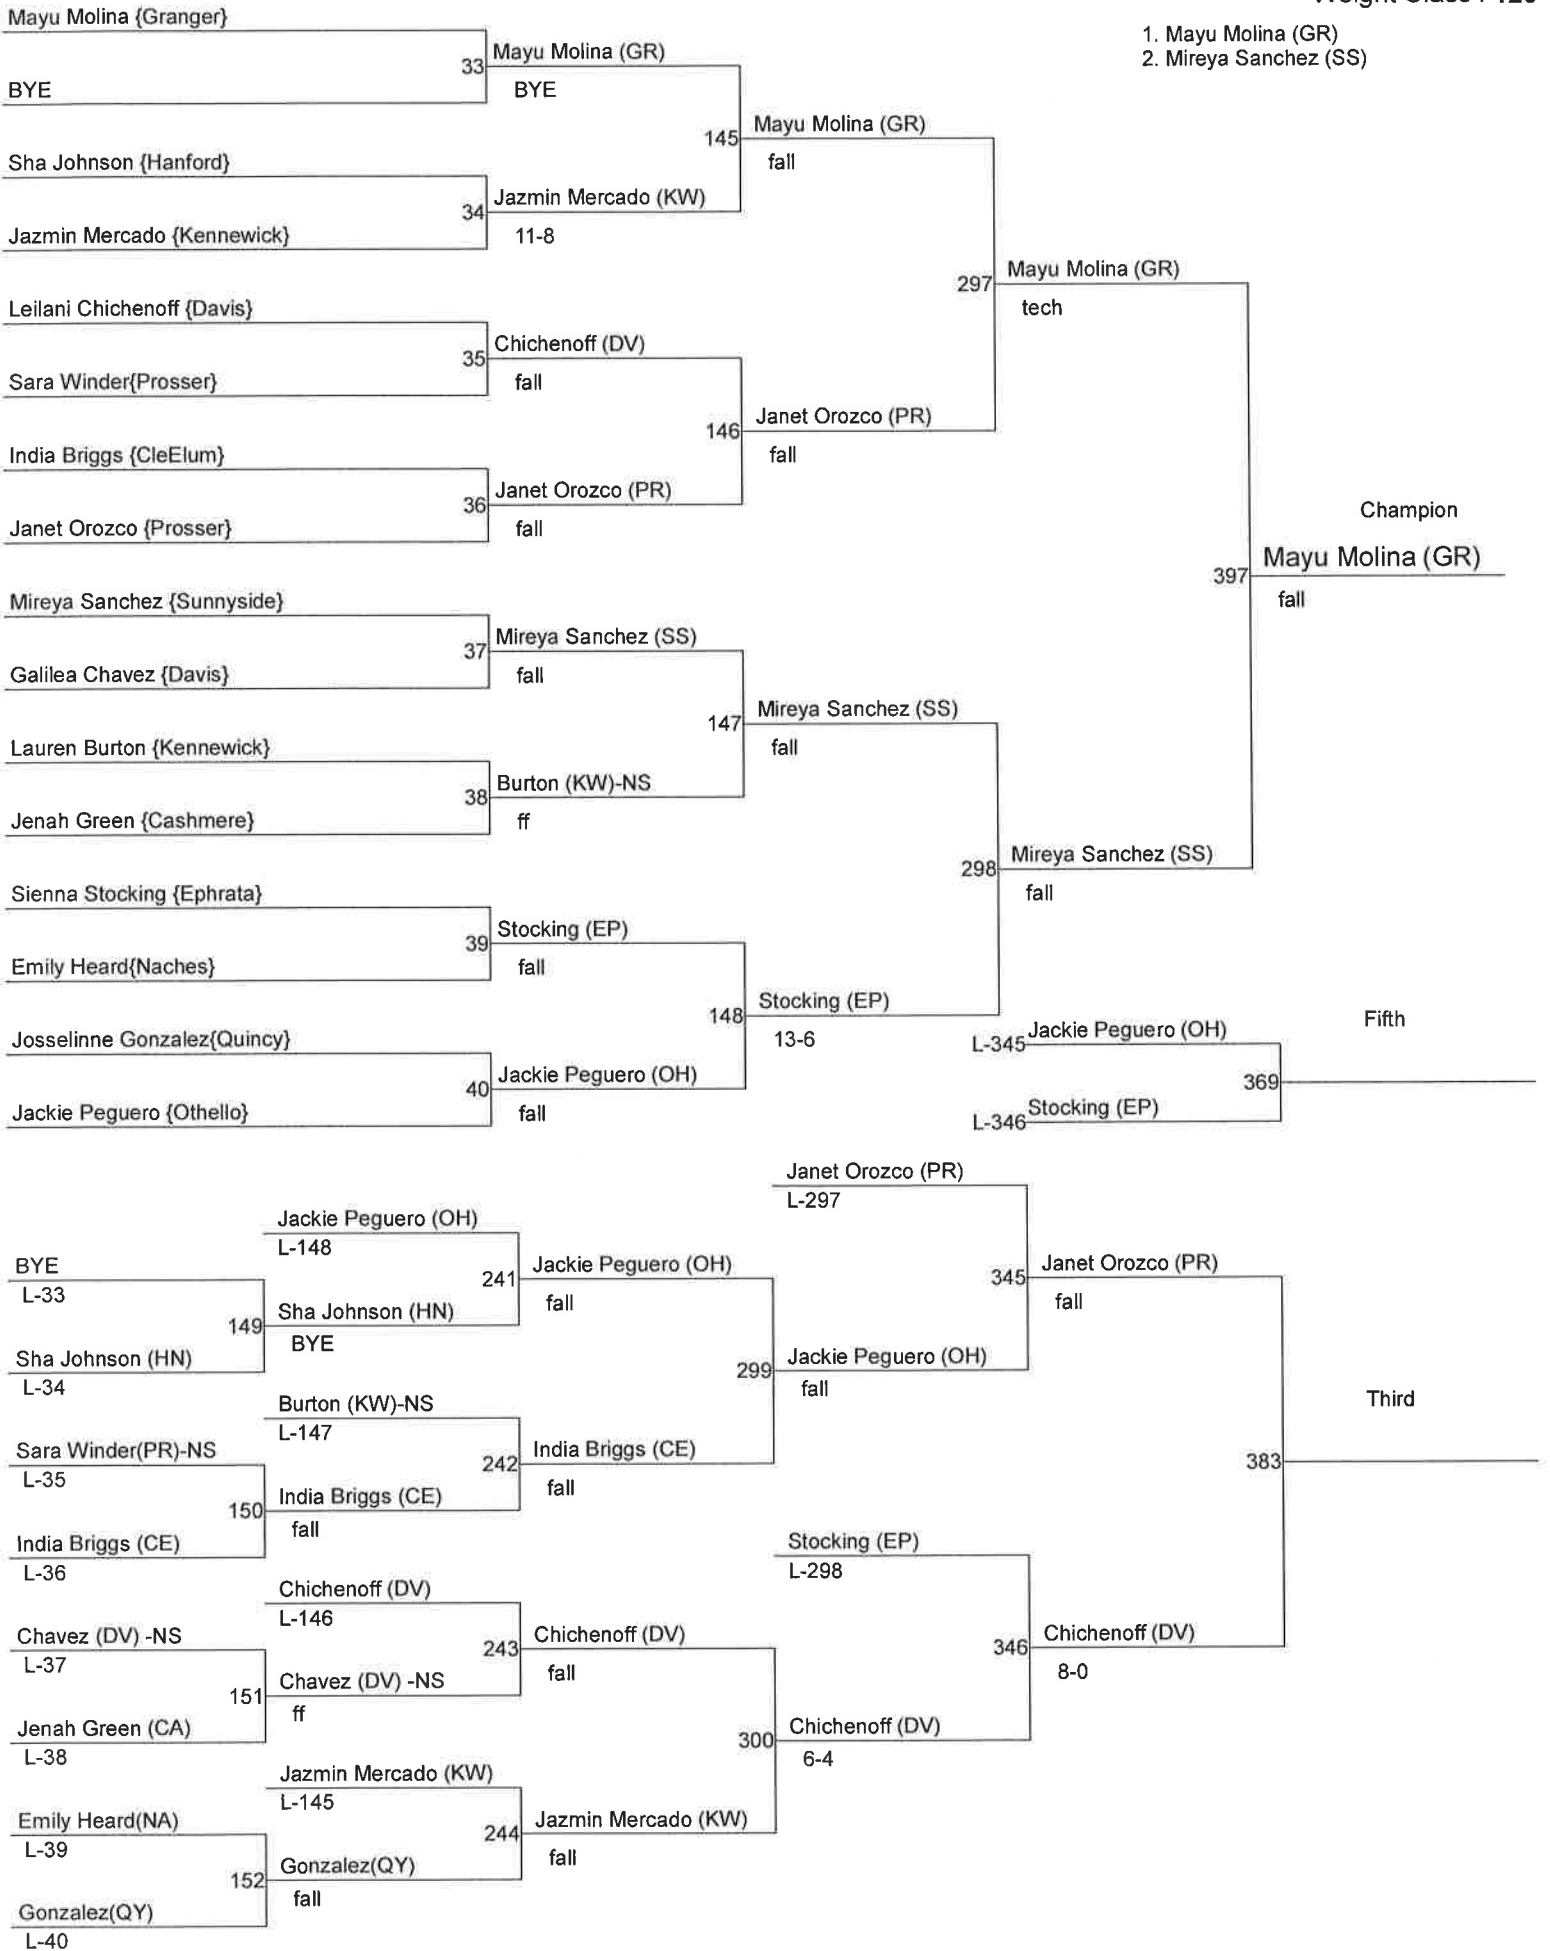 1. Mayu Molina (GR)
2. Mireya Sanchez (SS)
Mayu Molina {Granger}
33
BYE
Mayu Molina (GR)
BYE
145
Sha Johnson {Hanford}
34
Jazmin Mercado {Kennewick}
Jazmin Mercado (KW)
11-8
Mayu Molina (GR)
fall
297
Leilani Chichenoff {Davis}
35
Sara Winder{Prosser}
Chichenoff (DV)
fall
146
India Briggs {CleElum}
36
Janet Orozco {Prosser}
Janet Orozco (PR)
fall
Janet Orozco (PR)
fall
Mayu Molina (GR)
tech
397
Champion
Mayu Molina (GR)
fall
Mireya Sanchez {Sunnyside}
37
Galilea Chavez {Davis}
Mireya Sanchez (SS)
fall
147
Lauren Burton {Kennewick}
38
Jenah Green {Cashmere}
Burton (KW)-NS
ff
Mireya Sanchez (SS)
fall
298
Mireya Sanchez (SS)
fall
Sienna Stocking {Ephrata}
39
Emily Heard{Naches}
Stocking (EP)
fall
148
Stocking (EP)
13-6
Josselinne Gonzalez{Quincy}
40
Jackie Peguero {Othello}
Jackie Peguero (OH)
fall
L-345
Jackie Peguero (OH)
369
Fifth
L-346
Stocking (EP)
BYE
L-33
149
Sha Johnson (HN)
L-34
Jackie Peguero (OH)
L-148
241
Sha Johnson (HN)
BYE
Jackie Peguero (OH)
fall
299
Sara Winder(PR)-NS
L-35
150
India Briggs (CE)
L-36
Burton (KW)-NS
L-147
242
India Briggs (CE)
fall
India Briggs (CE)
fall
Janet Orozco (PR)
L-297
345
Jackie Peguero (OH)
fall
Janet Orozco (PR)
fall
383
Third
Chavez (DV) -NS
L-37
151
Jenah Green (CA)
L-38
Chichenoff (DV)
L-146
243
Chavez (DV) -NS
ff
Chichenoff (DV)
fall
300
Emily Heard(NA)
L-39
152
Gonzalez(QY)
L-40
Jazmin Mercado (KW)
L-145
244
Gonzalez(QY)
fall
Jazmin Mercado (KW)
fall
Stocking (EP)
L-298
346
Chichenoff (DV)
6-4
Chichenoff (DV)
8-0